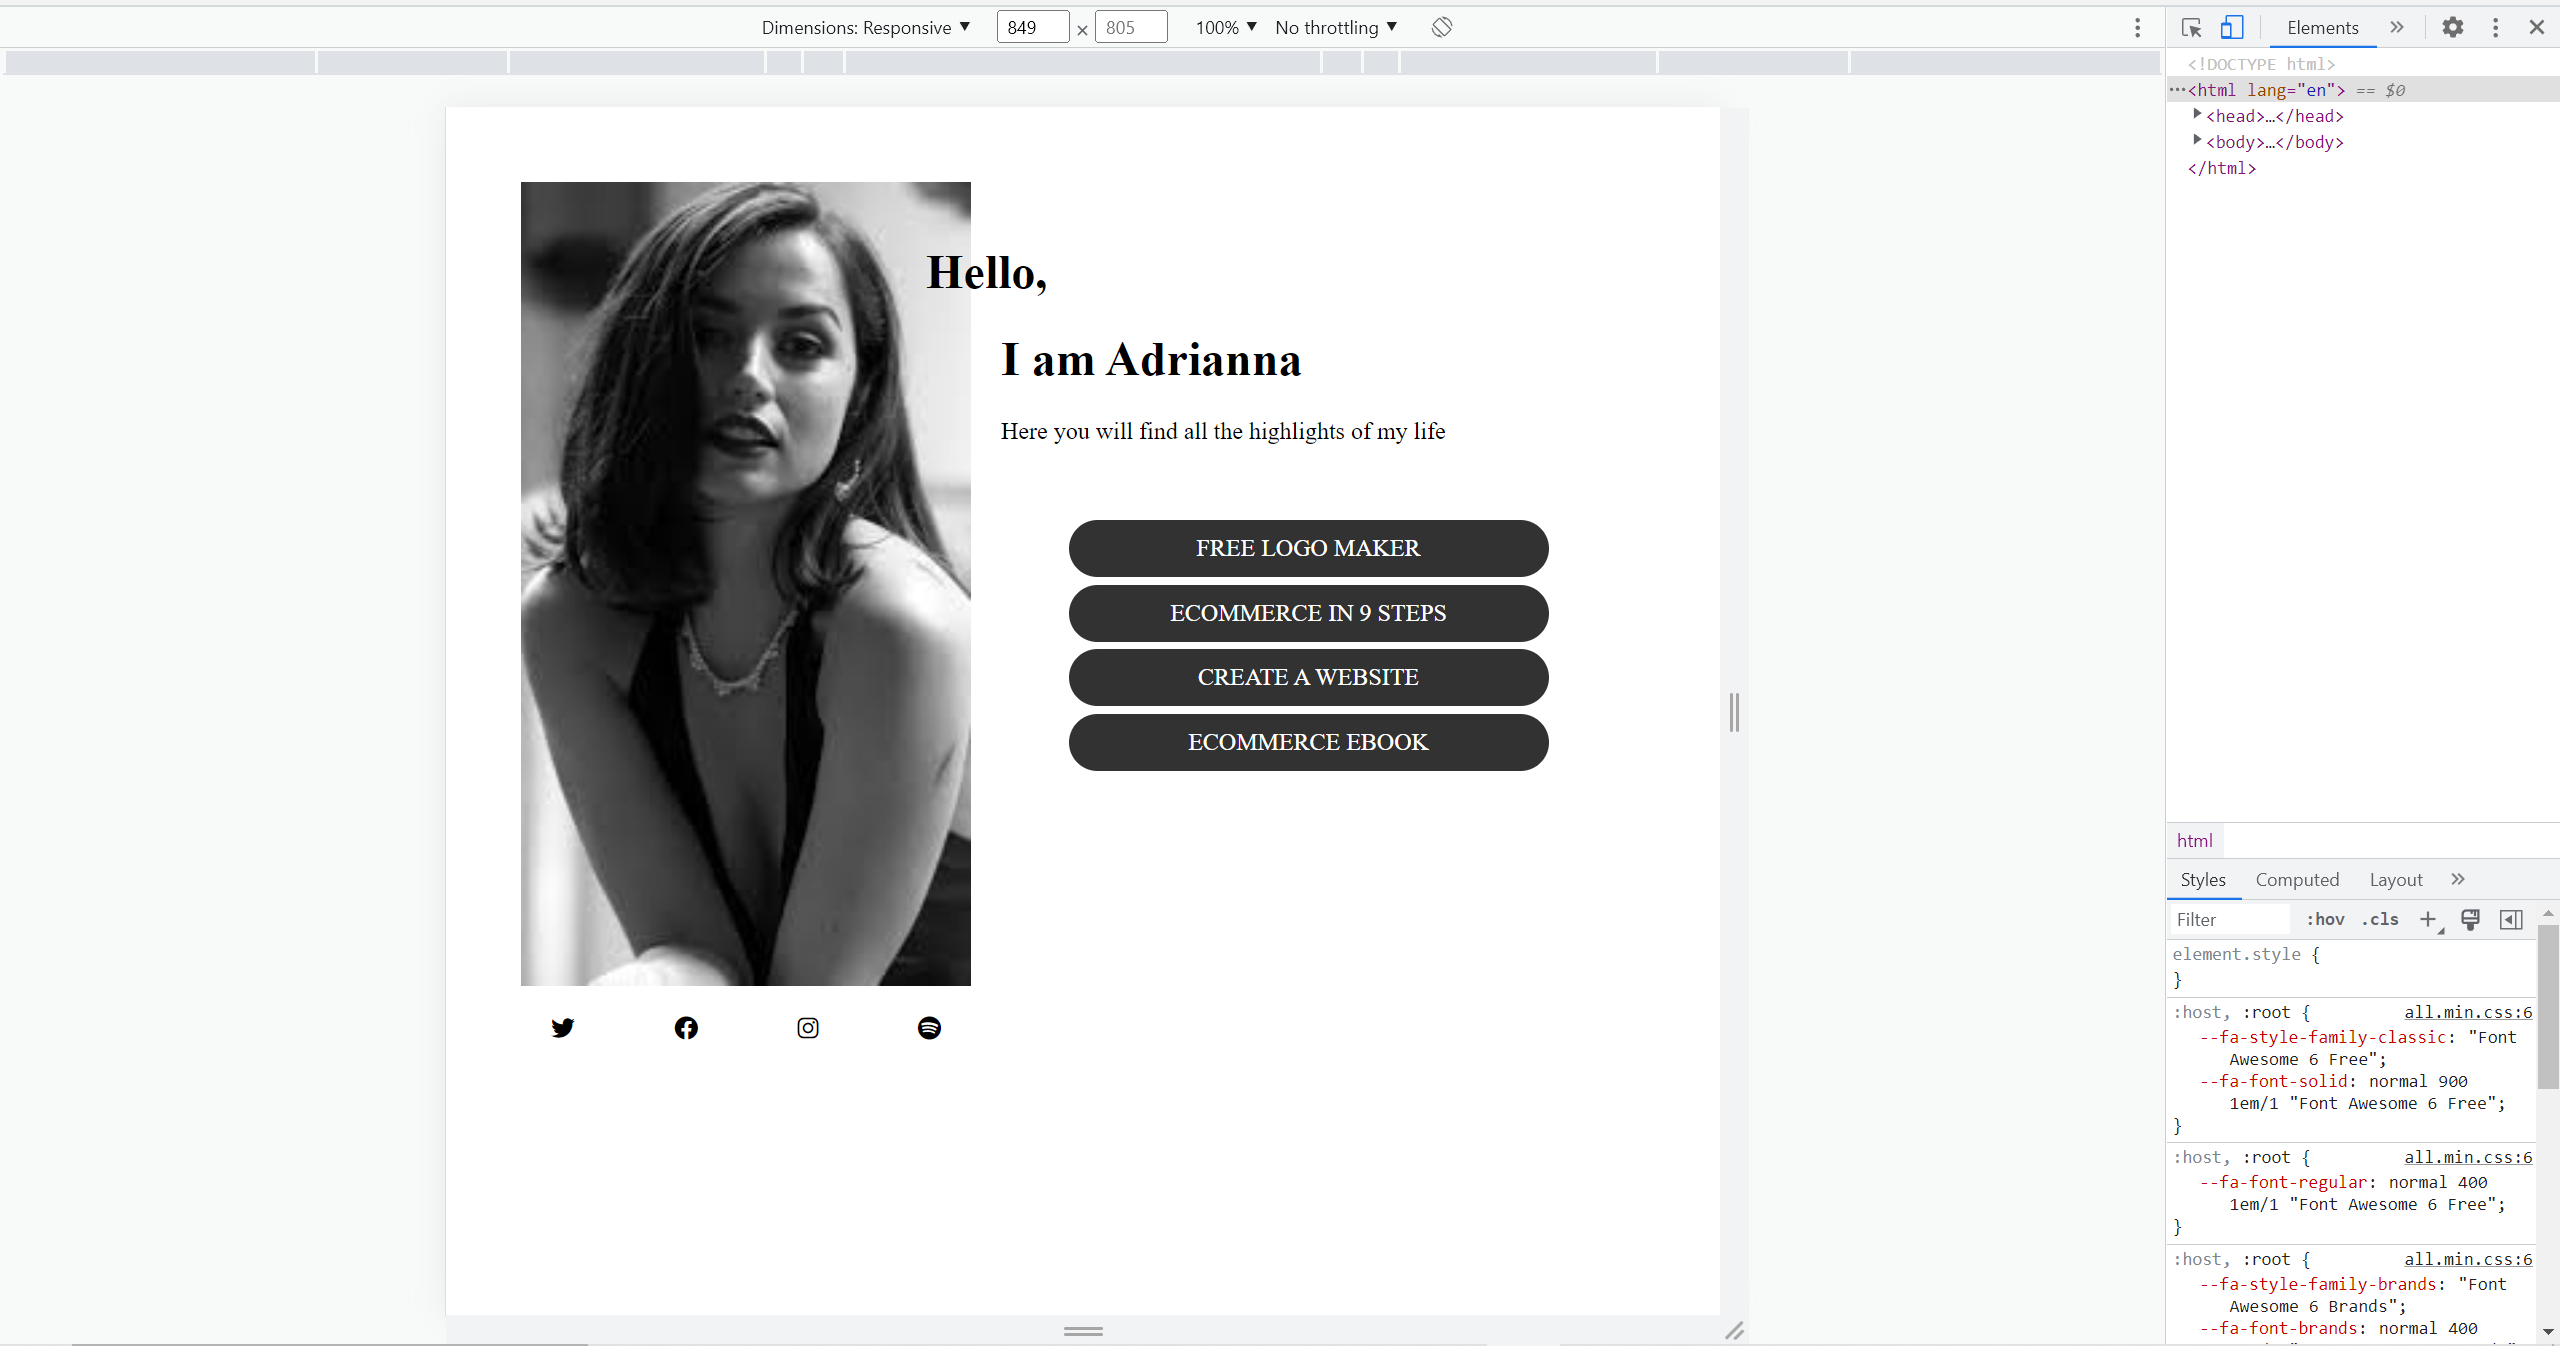 Dimensions: Responsive ▼ 849 × 805 100% ▼ No throttling ▼
Hello,
I am Adrianna
Here you will find all the highlights of my life
FREE LOGO MAKER
ECOMMERCE IN 9 STEPS
CREATE A WEBSITE
ECOMMERCE EBOOK
Elements
<!DOCTYPE html>
<html lang="en"> == $0
<head>…</head>
<body>…</body>
</html>
html
Styles Computed Layout
Filter :hov .cls
element.style {
}
:host, :root { all.min.css:6
--fa-style-family-classic: "Font
Awesome 6 Free";
--fa-font-solid: normal 900
1em/1 "Font Awesome 6 Free";
}
:host, :root { all.min.css:6
--fa-font-regular: normal 400
1em/1 "Font Awesome 6 Free";
}
:host, :root { all.min.css:6
--fa-style-family-brands: "Font
Awesome 6 Brands";
--fa-font-brands: normal 400